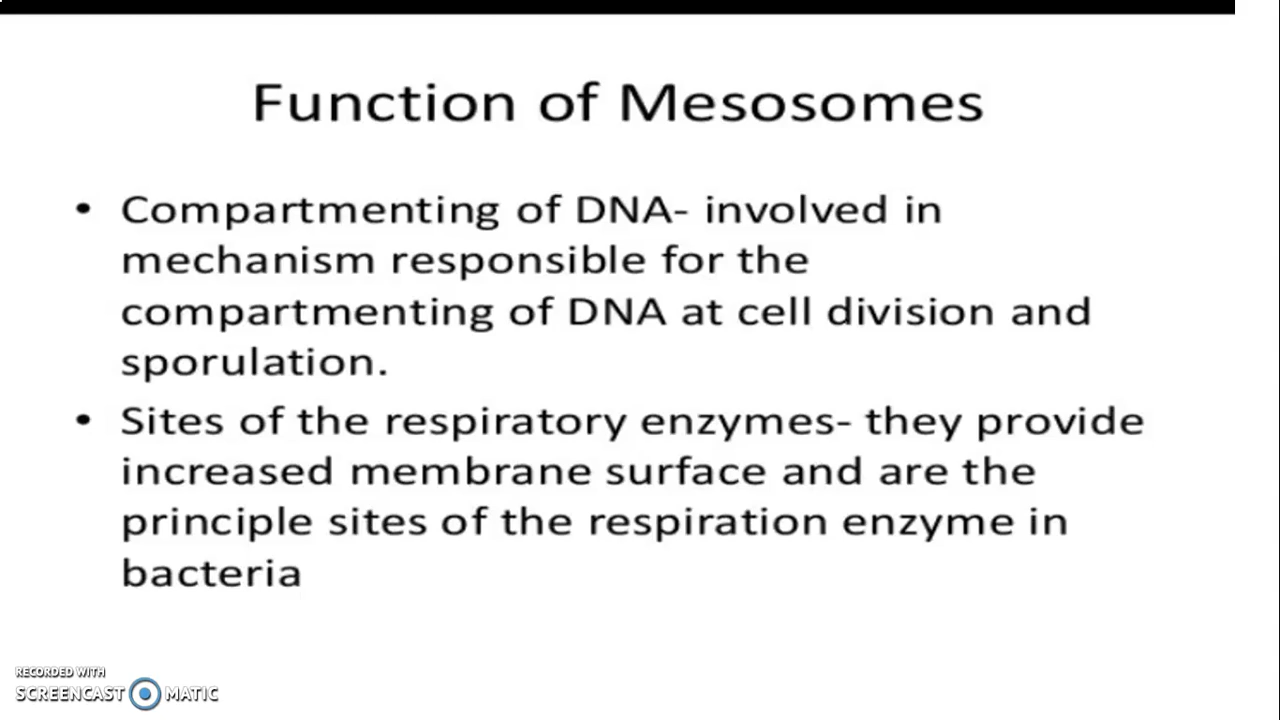 Function of Mesosomes
• Compartmenting of DNA- involved in
mechanism responsible for the
compartmenting of DNA at cell division and
sporulation.
• Sites of the respiratory enzymes- they provide
increased membrane surface and are the
principle sites of the respiration enzyme in
bacteria
RECORDED WITH
SCREENCAST MATIC